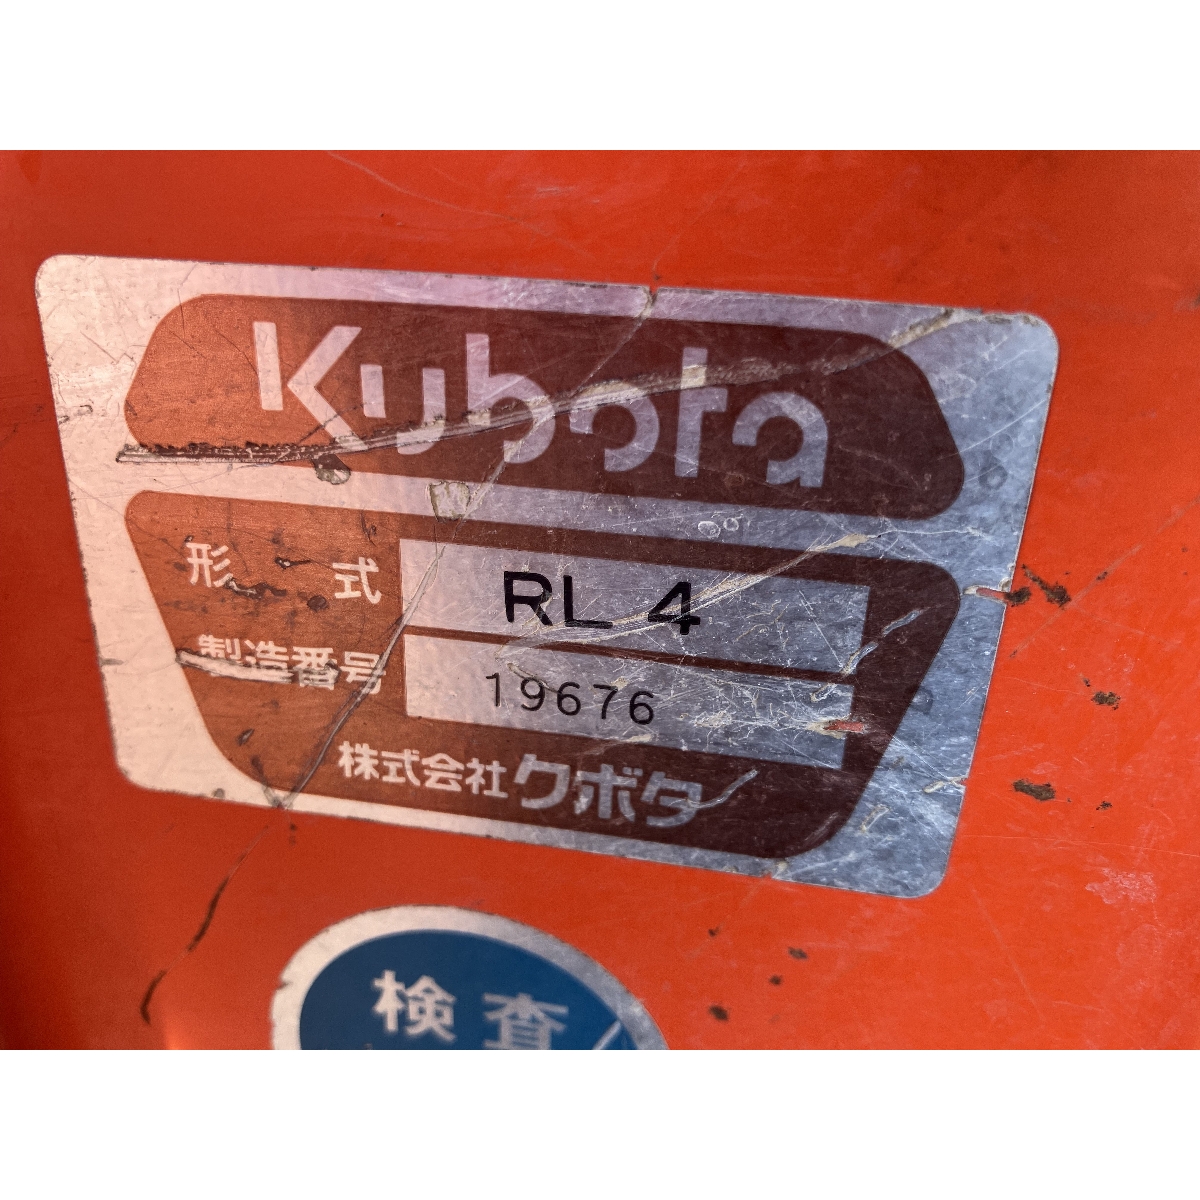 Kubota
形式 RL 4
製造番号 19676
株式会社クボタ
検査